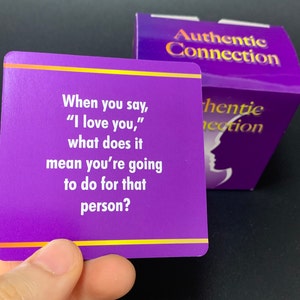 Authentic
Connection
Authentic
Connection
When you say,
“I love you,”
what does it
mean you’re going
to do for that
person?